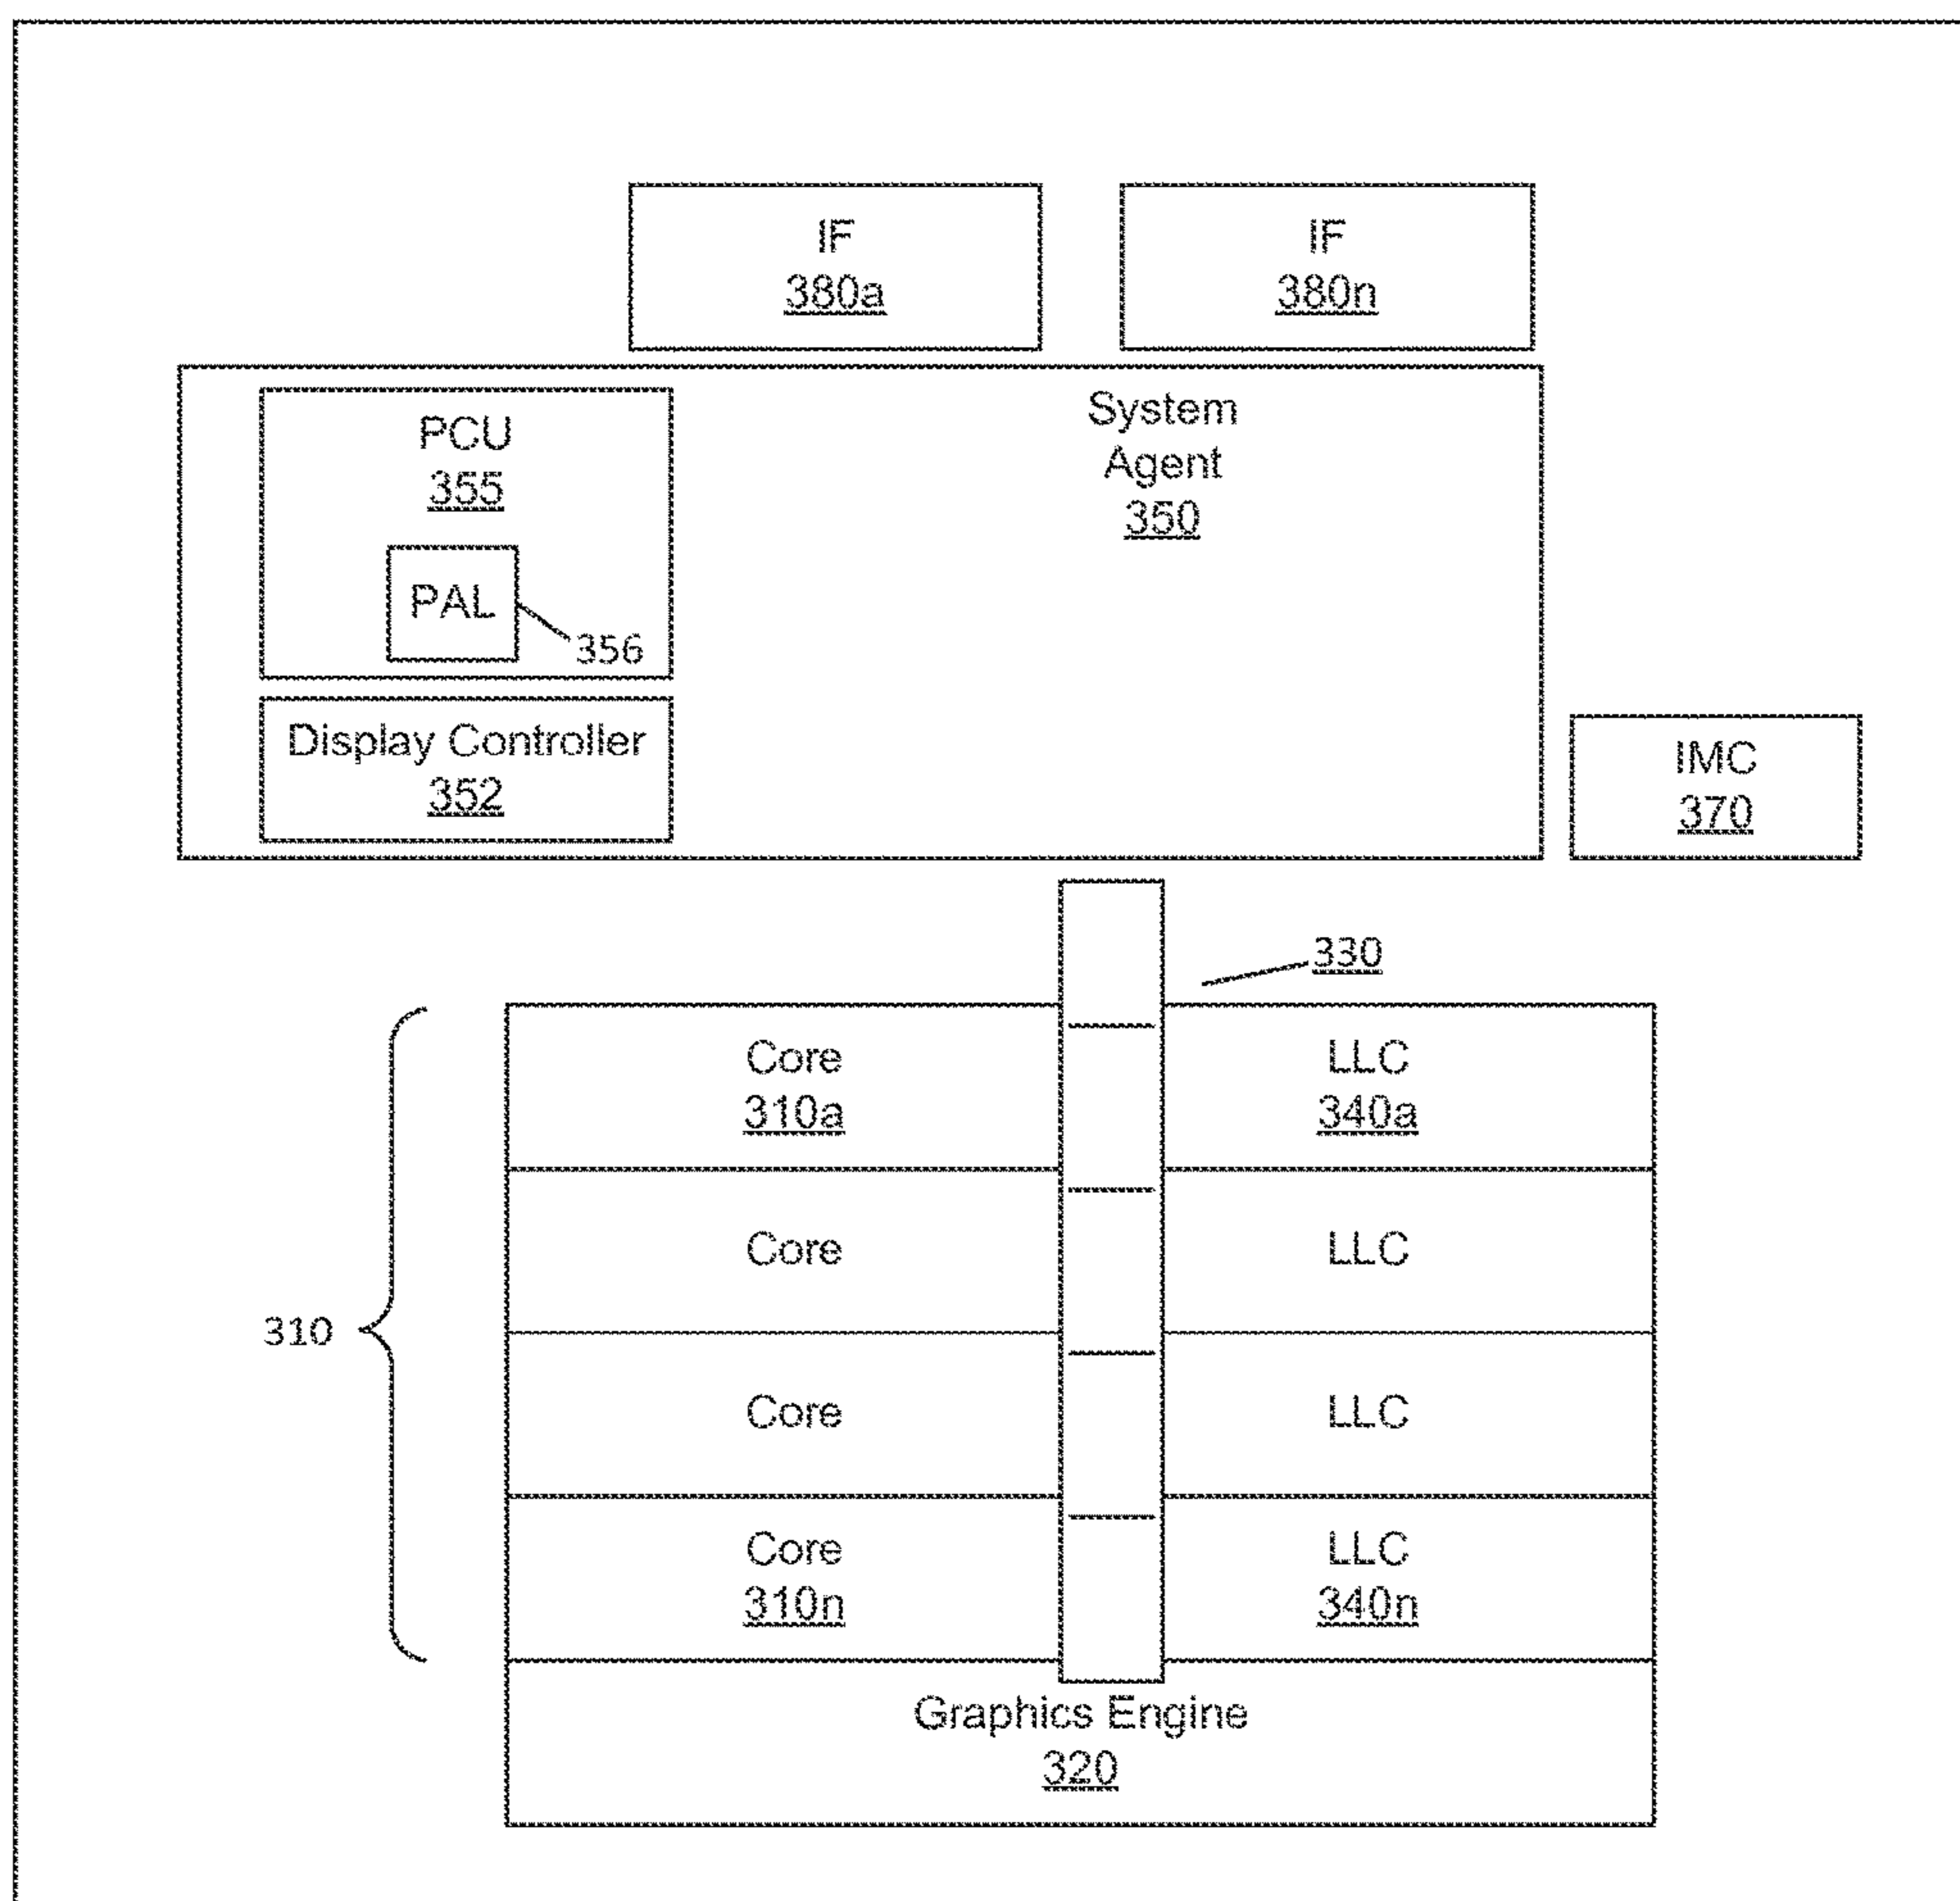 IF
380a
IF
380n
System
Agent
350
PCU
355
PAL
356
Display Controller
352
IMC
370
330
310
Core
310a
LLC
340a
Core
LLC
Core
LLC
Core
310n
LLC
340n
Graphics Engine
320